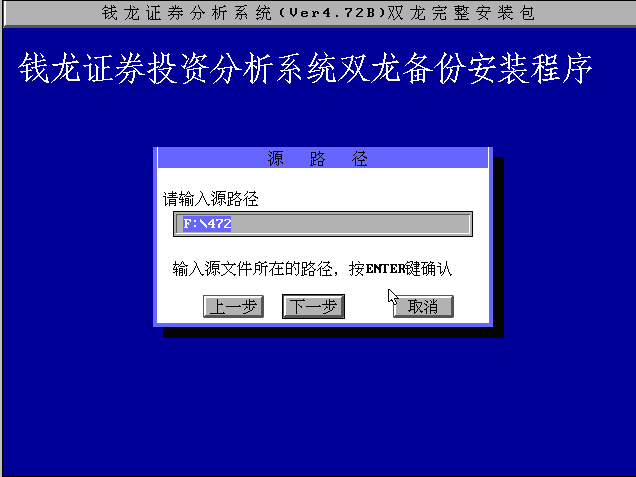 钱龙证券分析系统(Ver4.72B)双龙完整安装包
钱龙证券投资分析系统双龙备份安装程序
源 路 径
请输入源路径
F:\472
输入源文件所在的路径，按ENTER键确认
上一步 下一步 取消